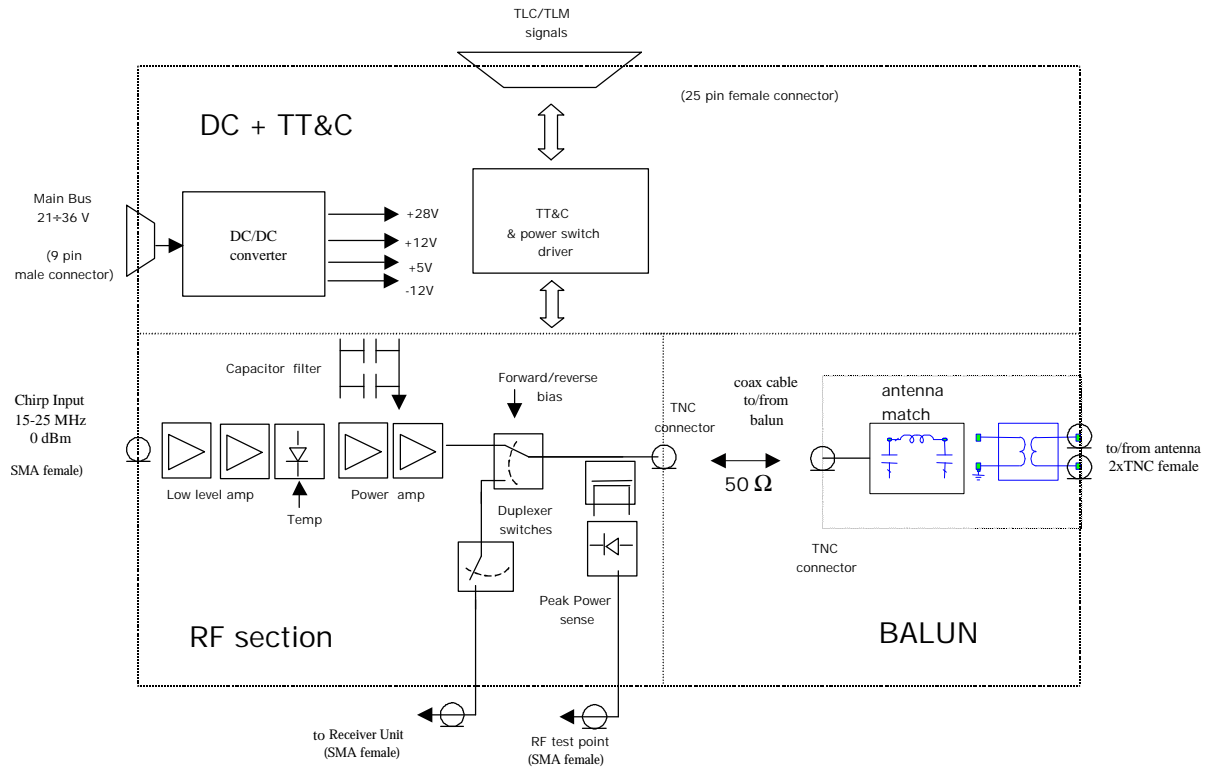 TLC/TLM
signals
(25 pin female connector)
DC + TT&C
Main Bus
21÷36 V
(9 pin
male connector)
DC/DC
converter
+28V
+12V
+5V
-12V
TT&C
& power switch
driver
Capacitor filter
Forward/reverse
bias
Chirp Input
15-25 MHz
0 dBm
SMA female)
TNC
connector
coax cable
to/from
balun
50 Ω
antenna
match
to/from antenna
2xTNC female
Low level amp
Temp
Power amp
Duplexer
switches
Peak Power
sense
TNC
connector
RF section
BALUN
to Receiver Unit
(SMA female)
RF test point
(SMA female)